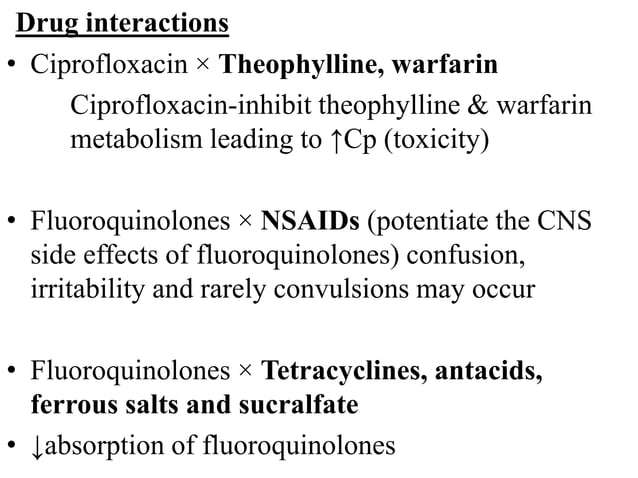 Drug interactions
• Ciprofloxacin × Theophylline, warfarin
Ciprofloxacin-inhibit theophylline & warfarin
metabolism leading to ↑Cp (toxicity)
• Fluoroquinolones × NSAIDs (potentiate the CNS
side effects of fluoroquinolones) confusion,
irritability and rarely convulsions may occur
• Fluoroquinolones × Tetracyclines, antacids,
ferrous salts and sucralfate
• ↓absorption of fluoroquinolones